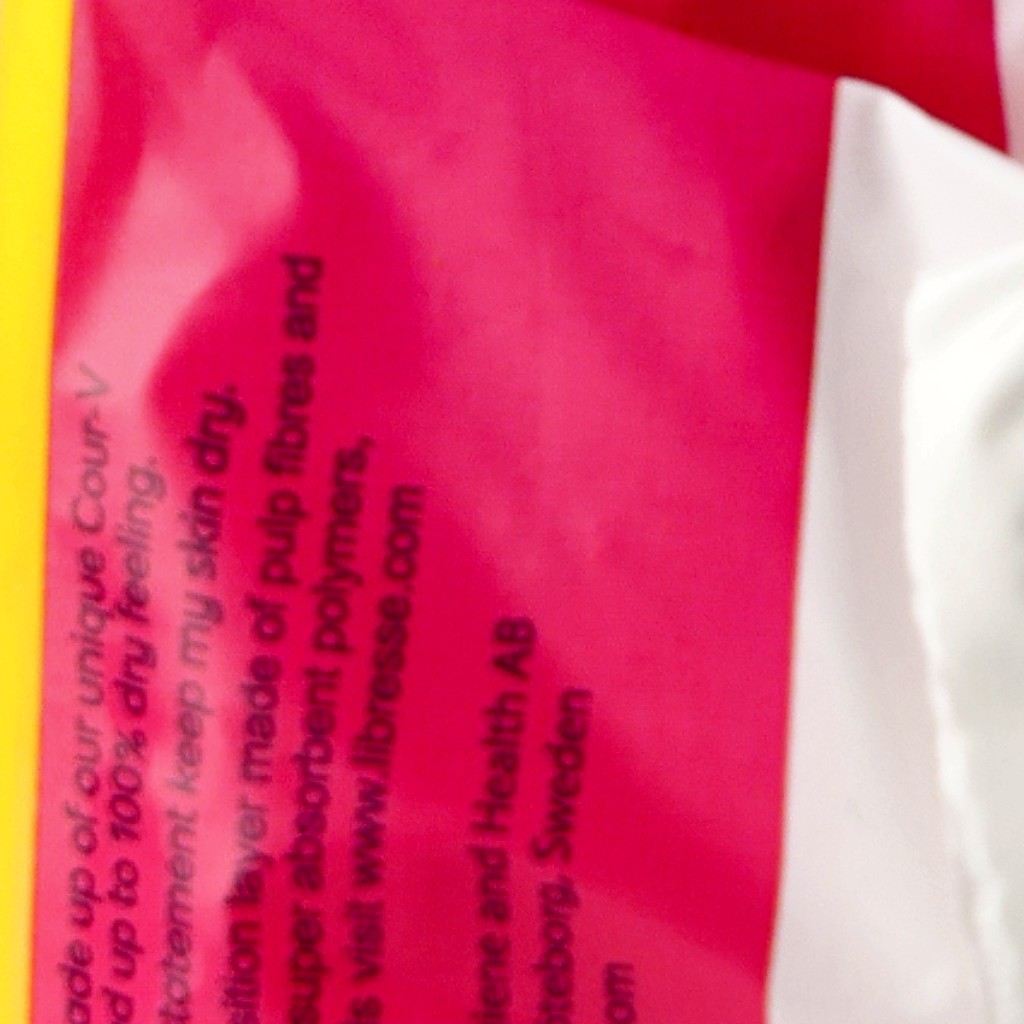 ade up of our unique Cour-V
d up to 100% dry feeling.
tatement keep my skin dry.
sition layer made of pulp fibres and
super absorbent polymers,
ls visit www.libresse.com
iene and Health AB
teborg, Sweden
om